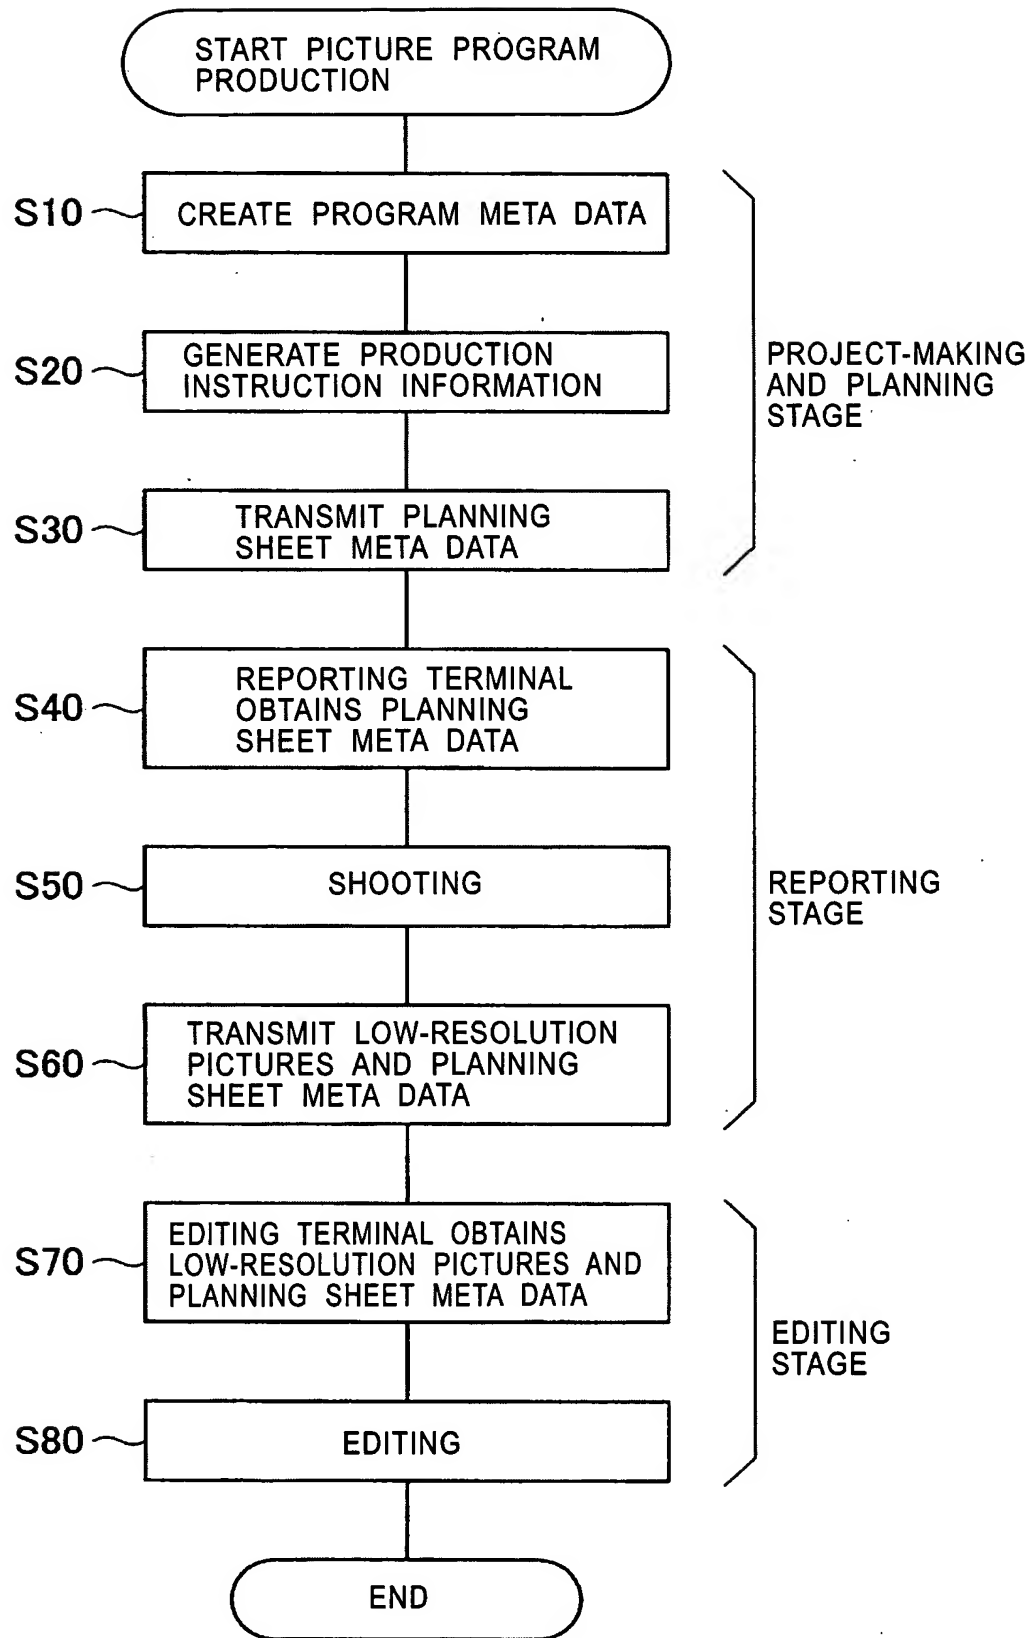 START PICTURE PROGRAM
PRODUCTION
S10
CREATE PROGRAM META DATA
S20
GENERATE PRODUCTION
INSTRUCTION INFORMATION
PROJECT-MAKING
AND PLANNING
STAGE
S30
TRANSMIT PLANNING
SHEET META DATA
S40
REPORTING TERMINAL
OBTAINS PLANNING
SHEET META DATA
S50
SHOOTING
REPORTING
STAGE
S60
TRANSMIT LOW-RESOLUTION
PICTURES AND PLANNING
SHEET META DATA
S70
EDITING TERMINAL OBTAINS
LOW-RESOLUTION PICTURES AND
PLANNING SHEET META DATA
EDITING
STAGE
S80
EDITING
END